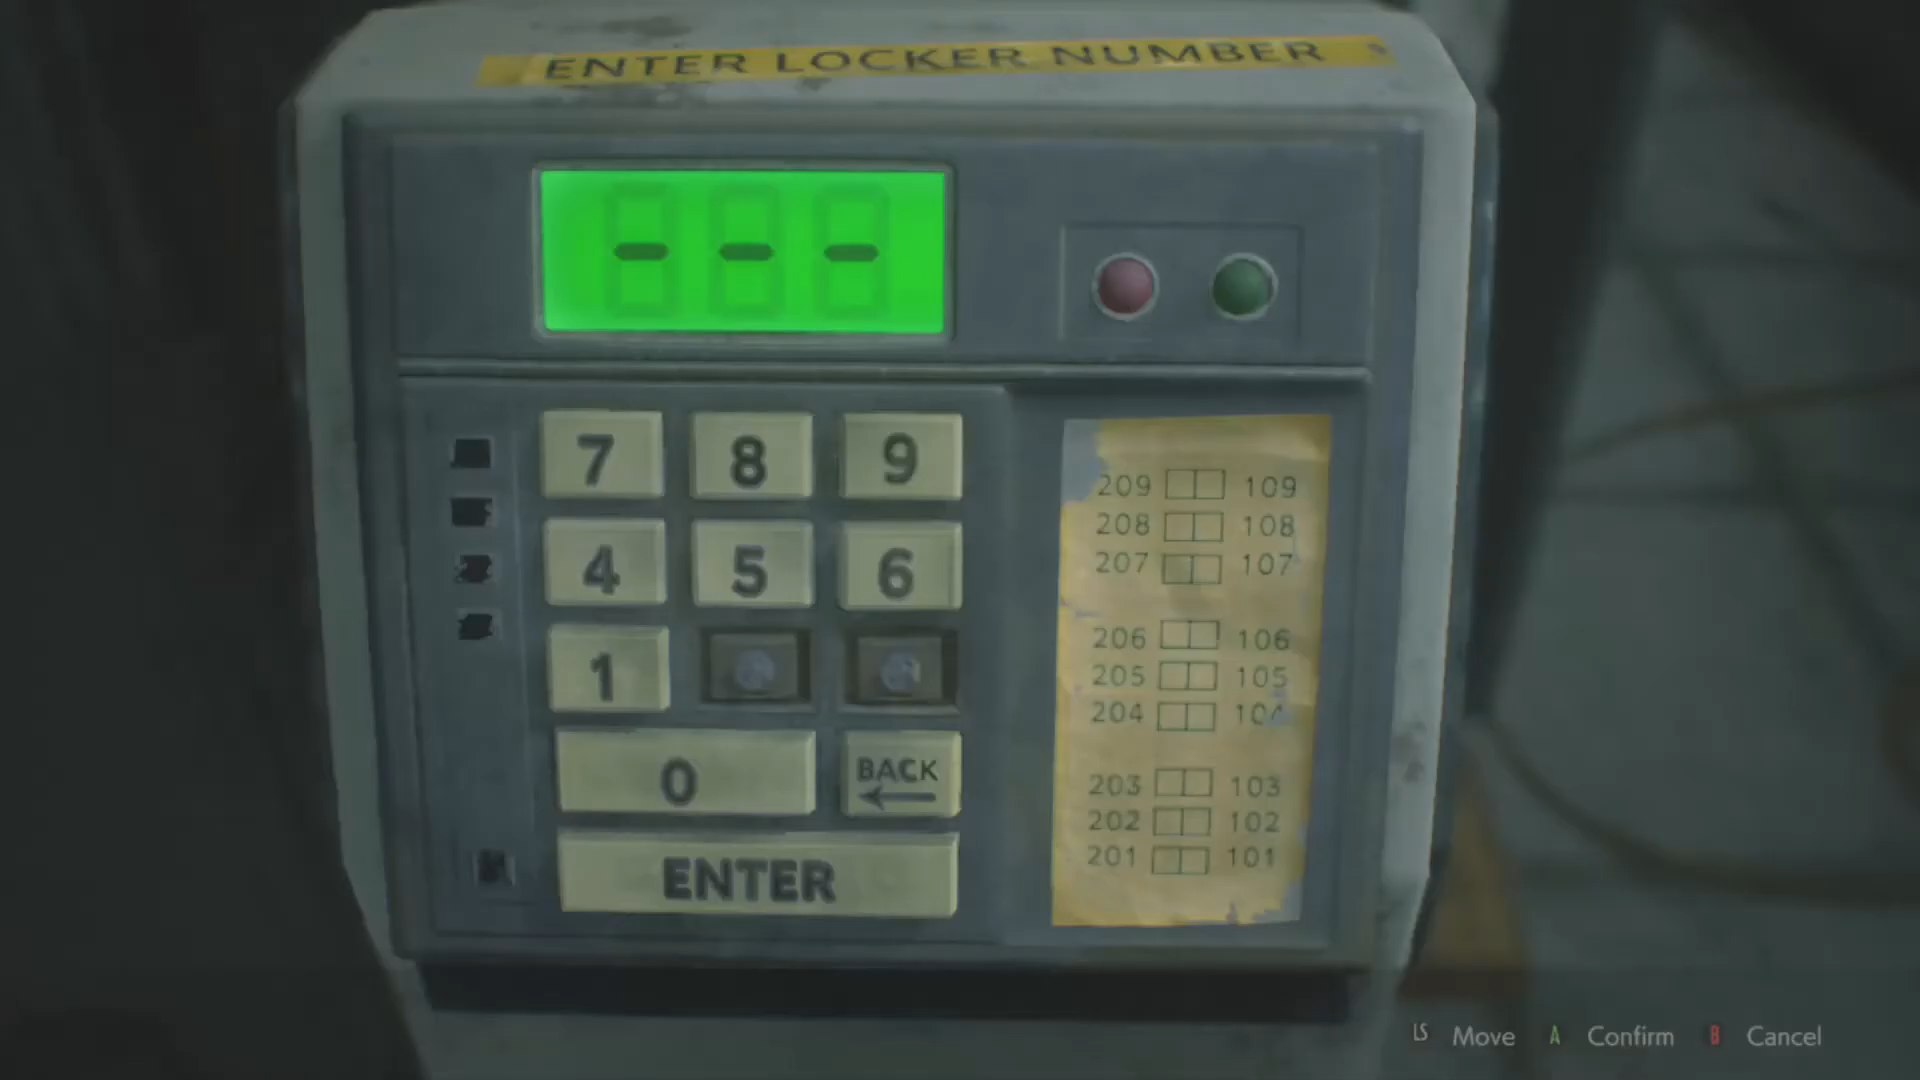 ENTER LOCKER NUMBER
---
7 8 9
4 5 6
1
0 BACK
ENTER
209 109
208 108
207 107
206 106
205 105
204 104
203 103
202 102
201 101
LS Move A Confirm B Cancel